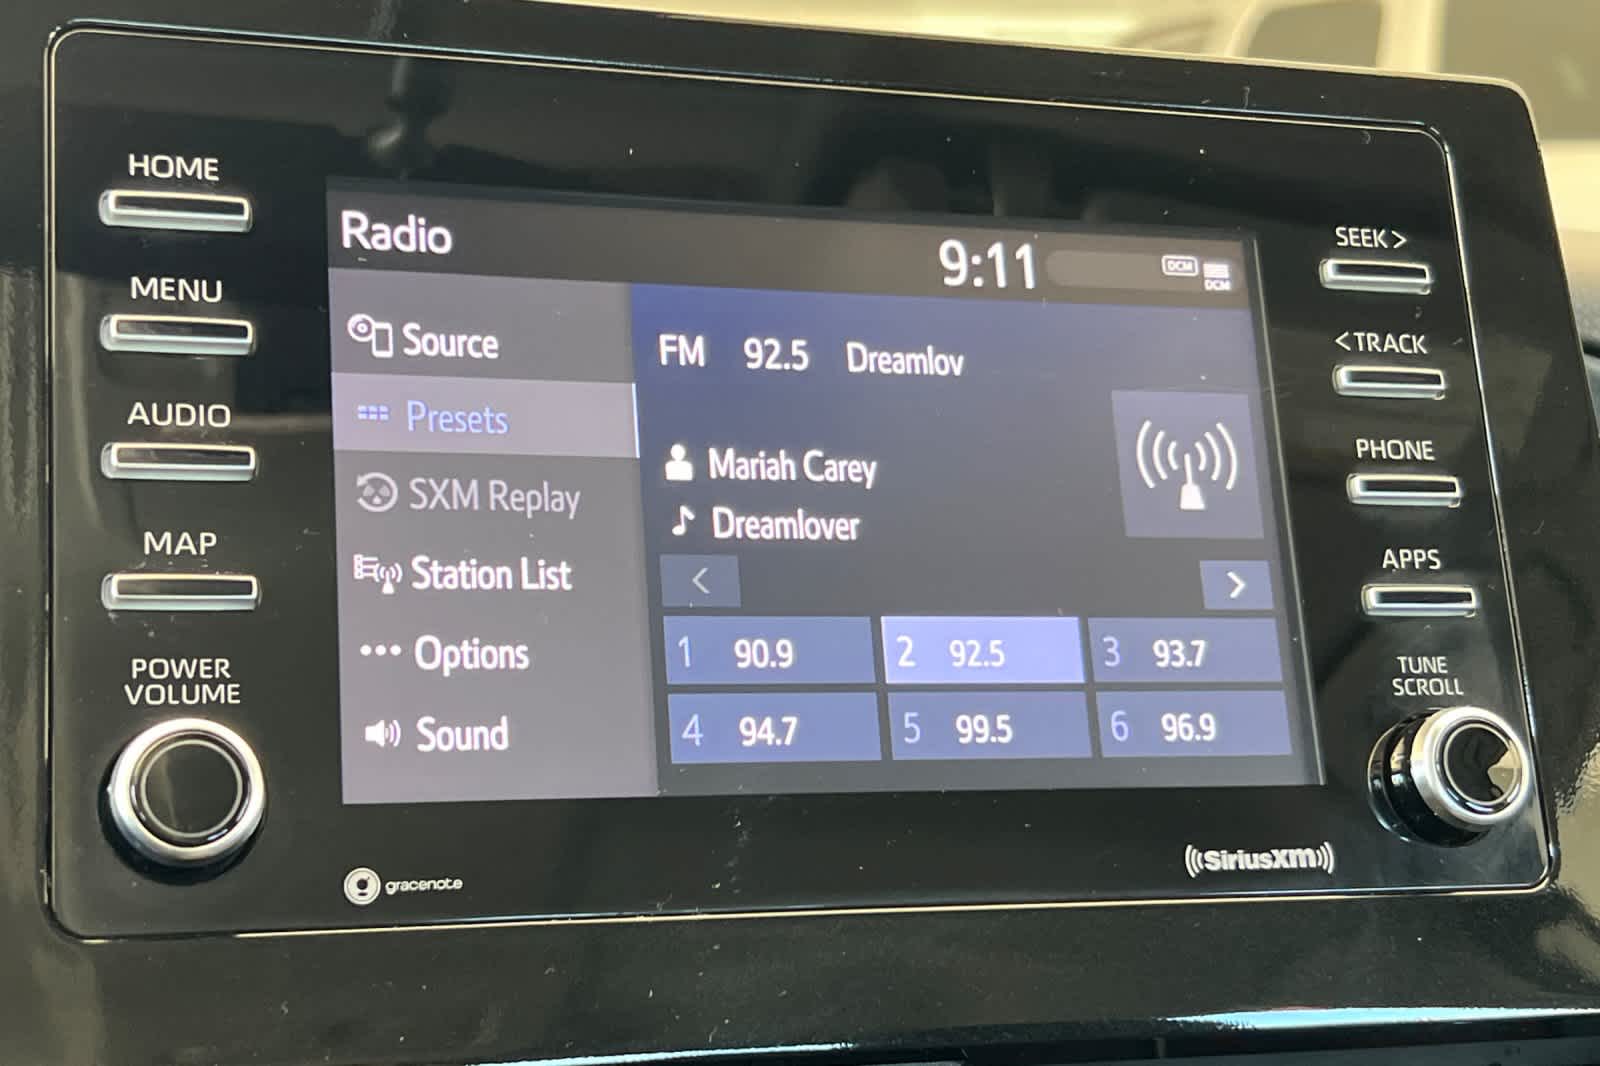 HOME
MENU
AUDIO
MAP
POWER
VOLUME
Radio
9:11
DCM
DCM
Source
Presets
SXM Replay
Station List
Options
Sound
FM 92.5 Dreamlov
Mariah Carey
Dreamlover
<
>
1 90.9
2 92.5
3 93.7
4 94.7
5 99.5
6 96.9
SEEK>
<TRACK
PHONE
APPS
TUNE
SCROLL
gracenote
SiriusXM